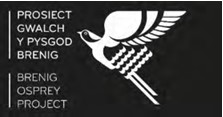 PROSIECT
GWALCH
Y PYSGOD
BRENIG
BRENIG
OSPREY
PROJECT